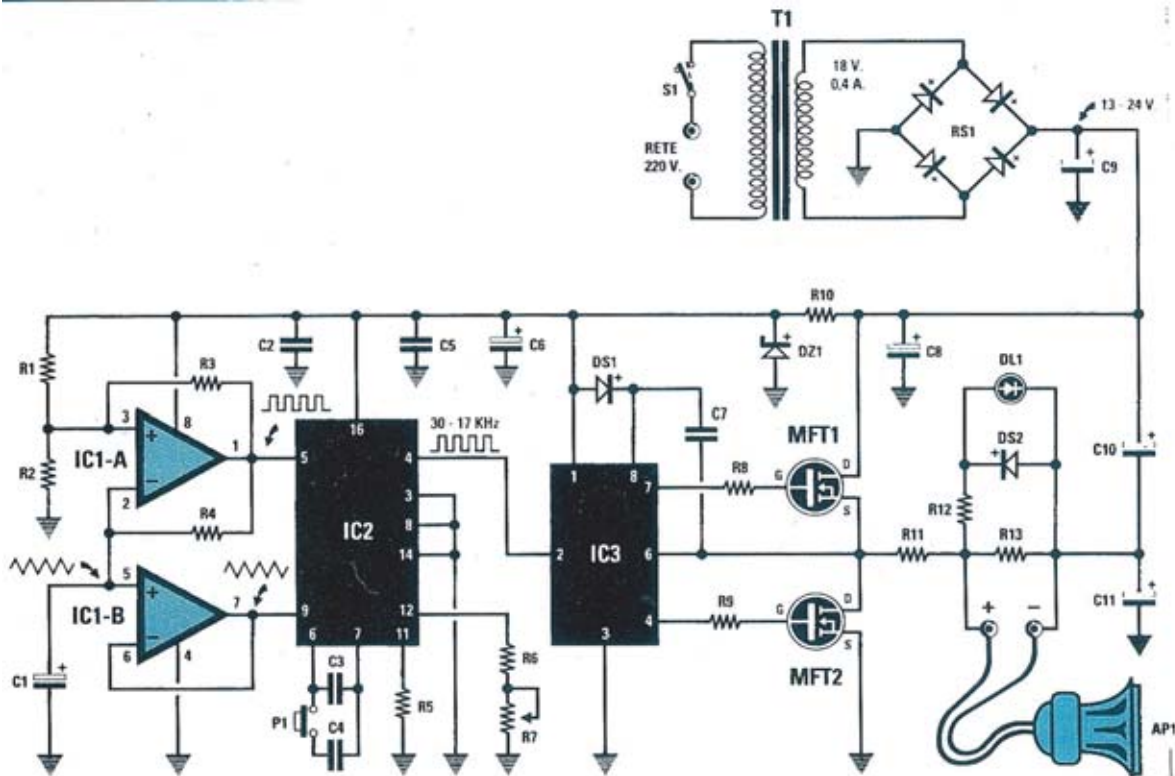 T1
S1
18 V.
0,4 A.
RETE
220 V.
RS1
13 - 24 V
+
C9
R10
R1
R3
C2
C5
+
C6
DS1
DZ1
+
C8
DL1
3
+
8
1
IC1-A
−
2
R2
R4
5
16
30 - 17 KHz
4
3
8
14
IC2
1
8
7
C7
R8
MFT1
G
D
S
DS2
C10
+
R12
2
IC3
6
R11
R13
5
+
7
IC1-B
−
6
4
9
12
6
7
11
4
R9
G
D
S
MFT2
3
+
−
C11
+
C1
+
C3
P1
C4
R5
R6
R7
AP1